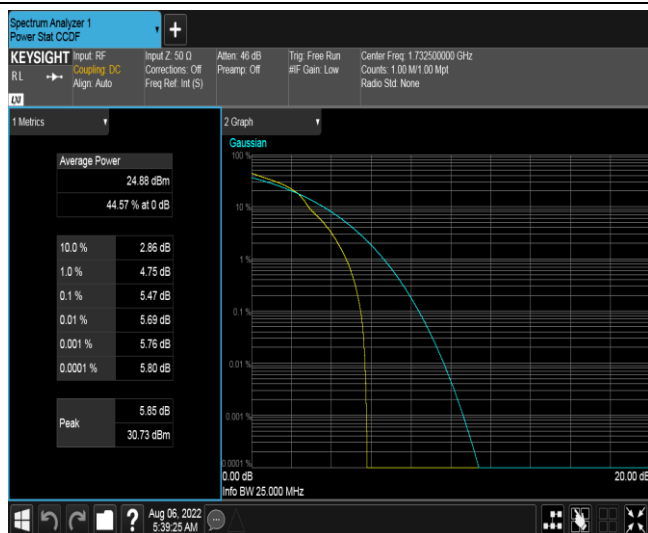 Spectrum Analyzer 1
Power Stat CCDF
+
KEYSIGHT Input: RF Input Z: 50 Ω Atten: 46 dB Trig: Free Run Center Freq: 1.732500000 GHz
RL Coupling: DC Corrections: Off Preamp: Off #IF Gain: Low Counts: 1.00 M/1.00 Mpt
Align: Auto Freq Ref: Int (S) Radio Std: None
LXI
1 Metrics
Average Power
24.88 dBm
44.57 % at 0 dB
10.0 % 2.86 dB
1.0 % 4.75 dB
0.1 % 5.47 dB
0.01 % 5.69 dB
0.001 % 5.76 dB
0.0001 % 5.80 dB
Peak 5.85 dB
30.73 dBm
2 Graph
Gaussian
100 %
10 %
1 %
0.1 %
0.01 %
0.001 %
0.0001 %
0.00 dB 20.00 dB
Info BW 25.000 MHz
? Aug 06, 2022
5:39:25 AM